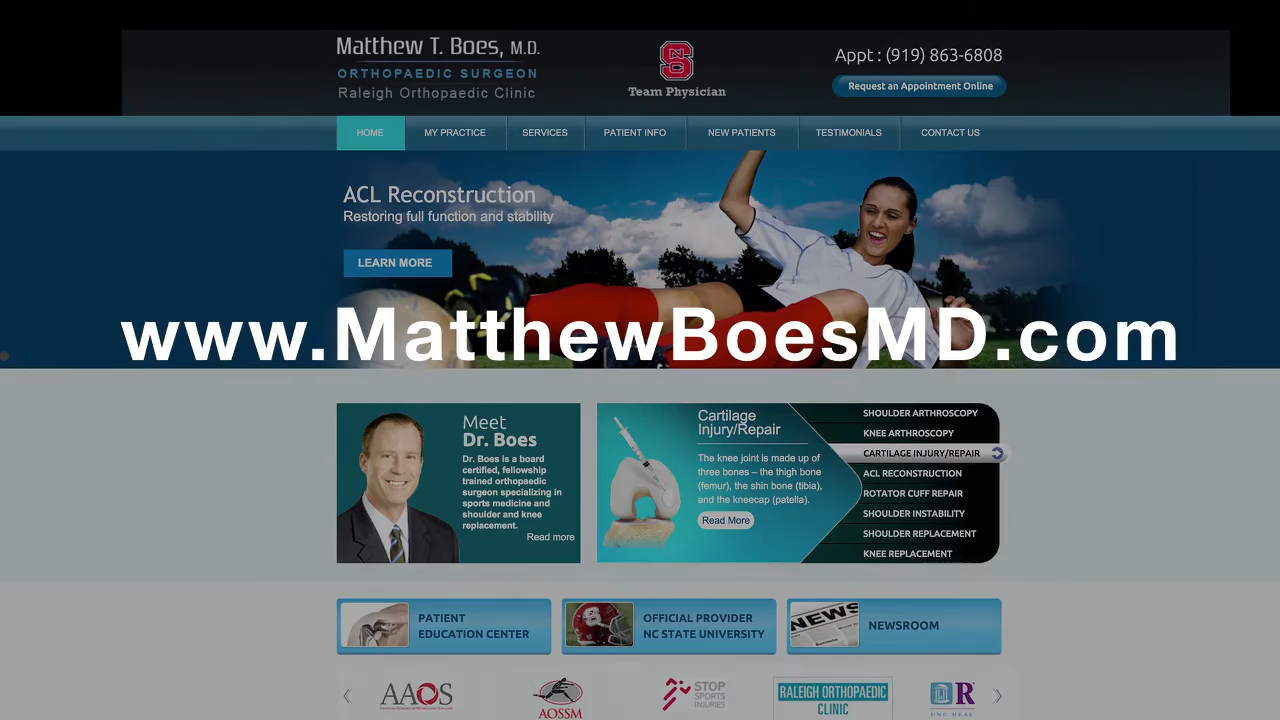 Matthew T. Boes, M.D.
ORTHOPAEDIC SURGEON
Raleigh Orthopaedic Clinic
NCS
Team Physician
Appt : (919) 863-6808
Request an Appointment Online
HOME
MY PRACTICE
SERVICES
PATIENT INFO
NEW PATIENTS
TESTIMONIALS
CONTACT US
ACL Reconstruction
Restoring full function and stability
LEARN MORE
www.MatthewBoesMD.com
Meet
Dr. Boes
Dr. Boes is a board
certified, fellowship
trained orthopaedic
surgeon specializing in
sports medicine and
shoulder and knee
replacement.
Read more
Cartilage
Injury/Repair
The knee joint is made up of
three bones – the thigh bone
(femur), the shin bone (tibia),
and the kneecap (patella).
Read More
SHOULDER ARTHROSCOPY
KNEE ARTHROSCOPY
CARTILAGE INJURY/REPAIR
ACL RECONSTRUCTION
ROTATOR CUFF REPAIR
SHOULDER INSTABILITY
SHOULDER REPLACEMENT
KNEE REPLACEMENT
PATIENT
EDUCATION CENTER
OFFICIAL PROVIDER
NC STATE UNIVERSITY
NEWS
NEWSROOM
AAOS
AOSSM
STOP
SPORTS
INJURIES
RALEIGH ORTHOPAEDIC
CLINIC
R
UNC HEAL